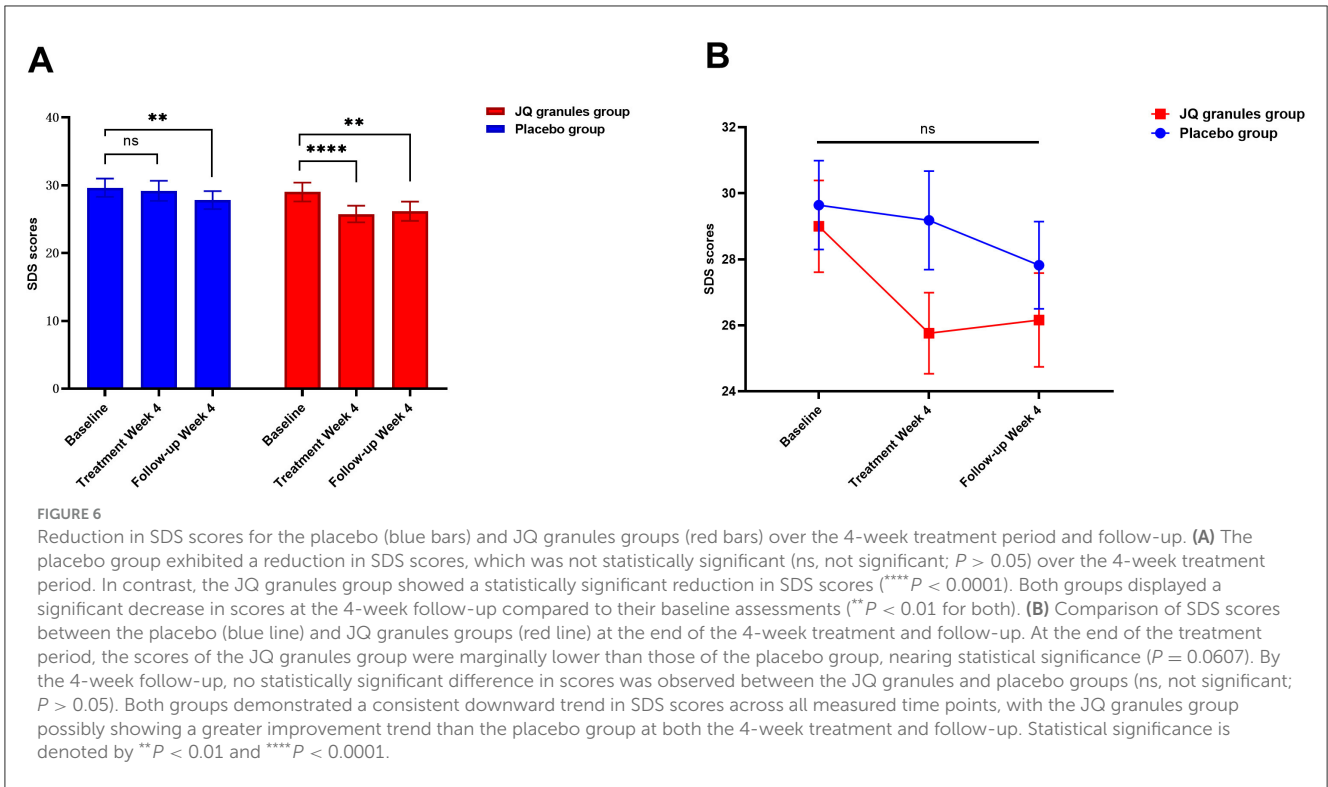 A
40
30
20
10
0
SDS scores
**
ns
**
****
JQ granules group
Placebo group
Baseline
Treatment Week 4
Follow-up Week 4
Baseline
Treatment Week 4
Follow-up Week 4
B
32
30
28
26
24
SDS scores
ns
JQ granules group
Placebo group
Baseline
Treatment Week 4
Follow-up Week 4
FIGURE 6
Reduction in SDS scores for the placebo (blue bars) and JQ granules groups (red bars) over the 4-week treatment period and follow-up. (A) The
placebo group exhibited a reduction in SDS scores, which was not statistically significant (ns, not significant; P > 0.05) over the 4-week treatment
period. In contrast, the JQ granules group showed a statistically significant reduction in SDS scores (****P < 0.0001). Both groups displayed a
significant decrease in scores at the 4-week follow-up compared to their baseline assessments (**P < 0.01 for both). (B) Comparison of SDS scores
between the placebo (blue line) and JQ granules groups (red line) at the end of the 4-week treatment and follow-up. At the end of the treatment
period, the scores of the JQ granules group were marginally lower than those of the placebo group, nearing statistical significance (P = 0.0607). By
the 4-week follow-up, no statistically significant difference in scores was observed between the JQ granules and placebo groups (ns, not significant;
P > 0.05). Both groups demonstrated a consistent downward trend in SDS scores across all measured time points, with the JQ granules group
possibly showing a greater improvement trend than the placebo group at both the 4-week treatment and follow-up. Statistical significance is
denoted by **P < 0.01 and ****P < 0.0001.